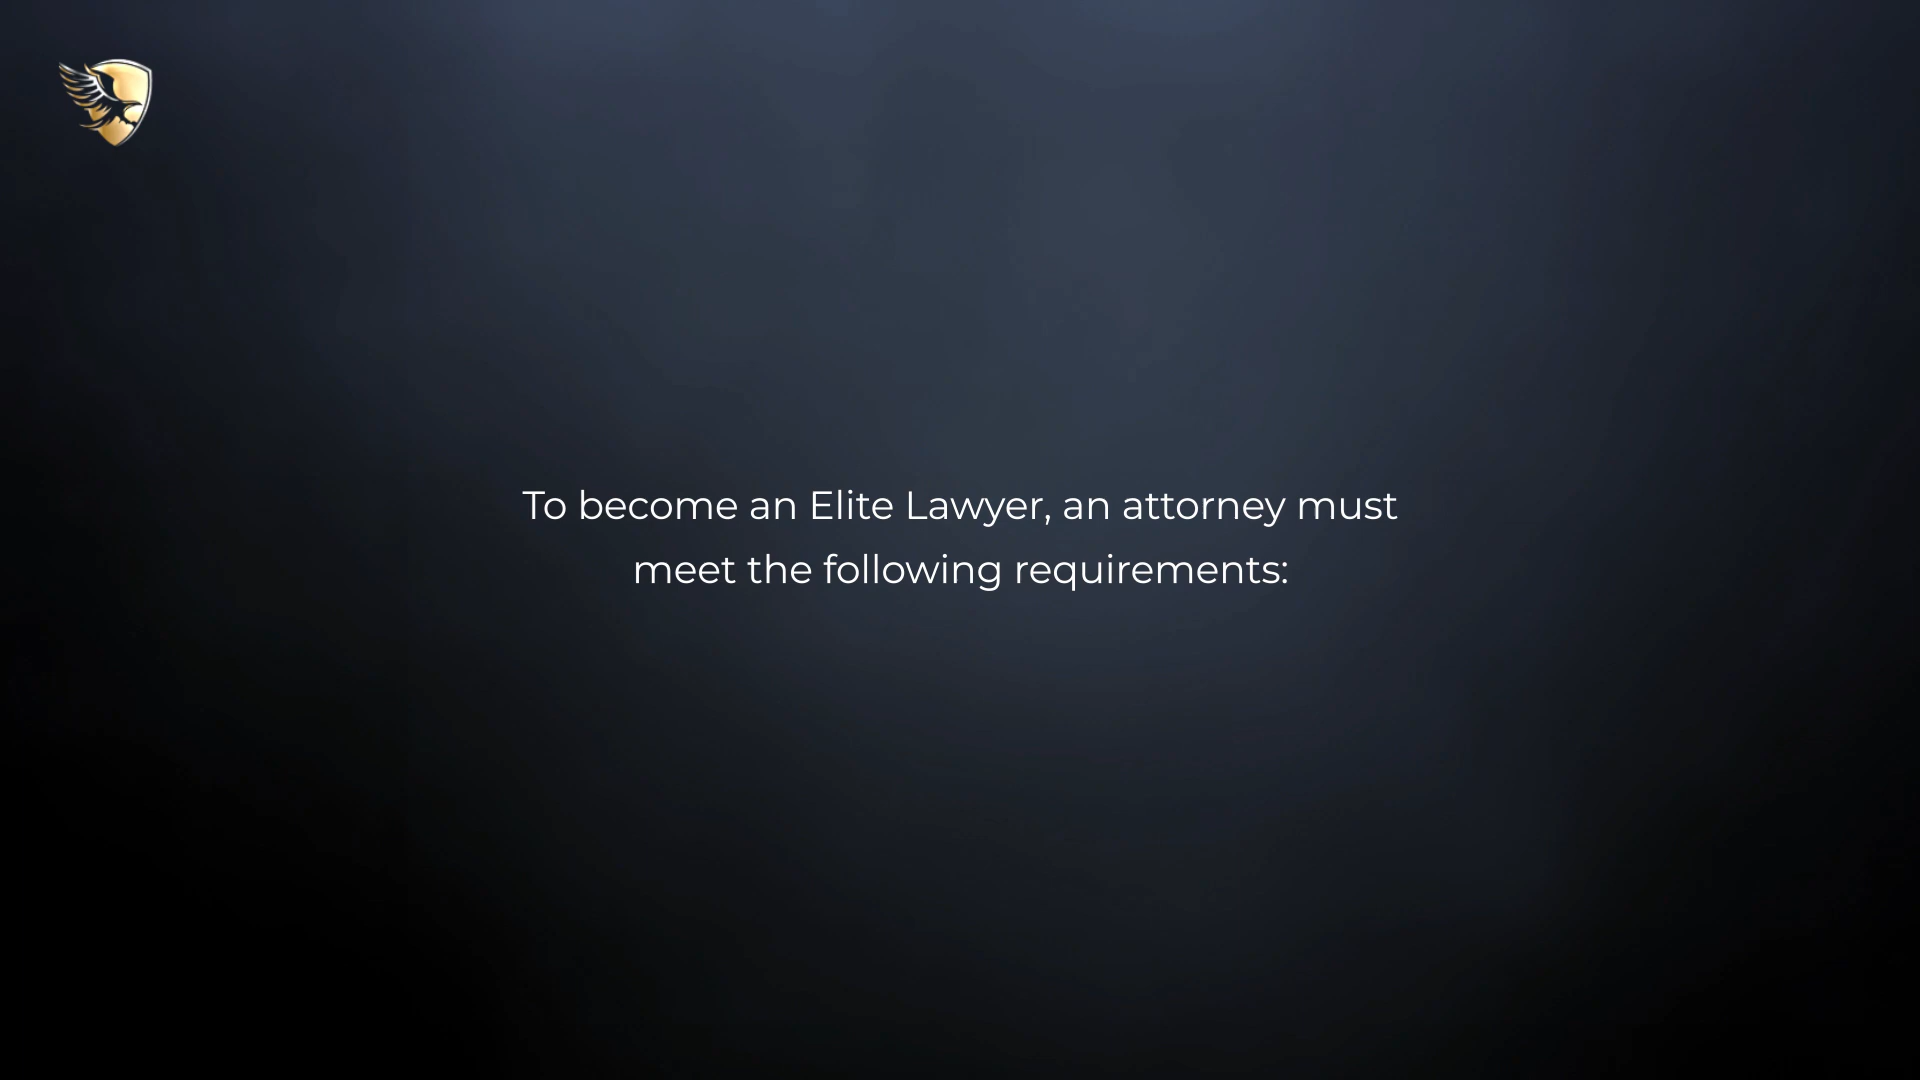 To become an Elite Lawyer, an attorney must
meet the following requirements: